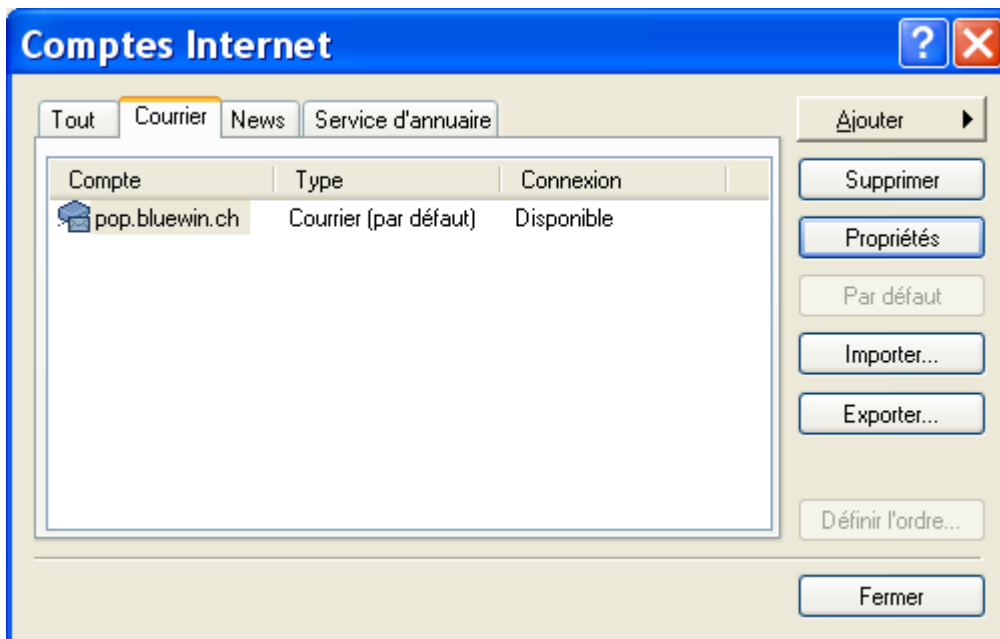 Comptes Internet
Tout Courrier News Service d'annuaire
Ajouter
Compte Type Connexion
Supprimer
pop.bluewin.ch Courrier (par défaut) Disponible
Propriétés
Par défaut
Importer...
Exporter...
Définir l'ordre...
Fermer